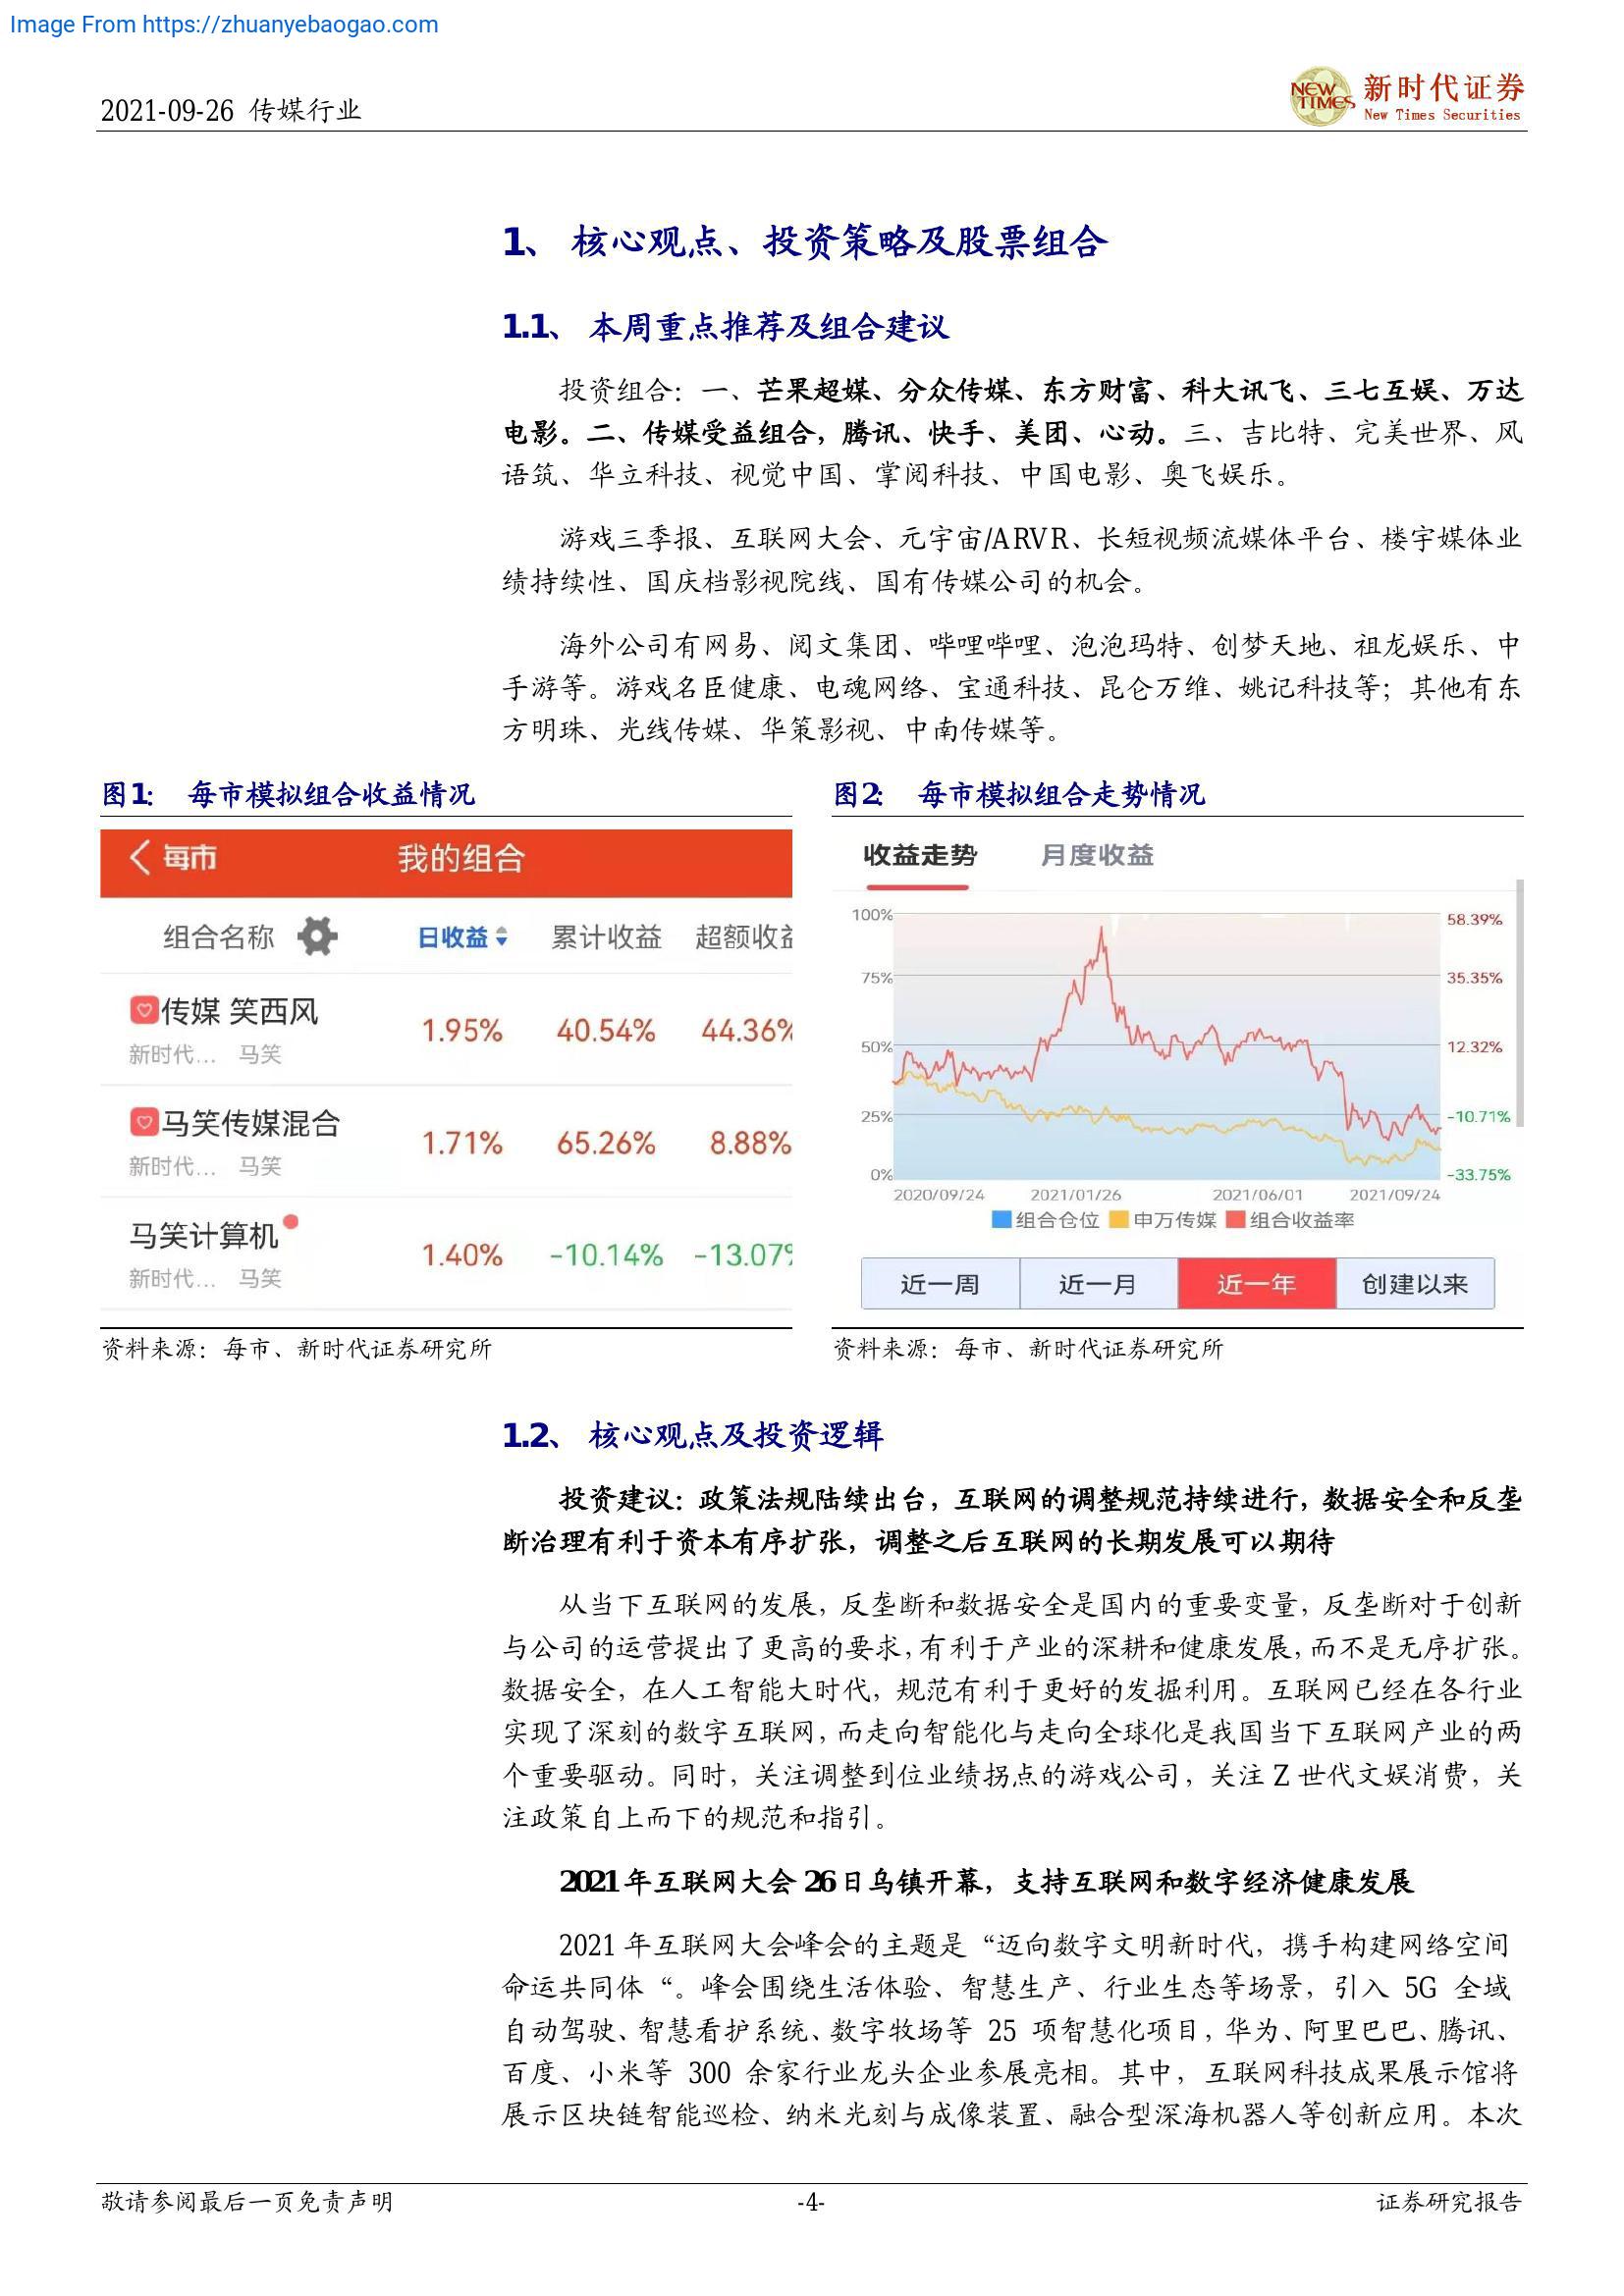 Image From https://zhuanyebaogao.com
2021-09-26 传媒行业
NEW TIMES
新时代证券
New Times Securities
1、 核心观点、投资策略及股票组合
1.1、 本周重点推荐及组合建议
投资组合：一、芒果超媒、分众传媒、东方财富、科大讯飞、三七互娱、万达
电影。二、传媒受益组合，腾讯、快手、美团、心动。三、吉比特、完美世界、风
语筑、华立科技、视觉中国、掌阅科技、中国电影、奥飞娱乐。
游戏三季报、互联网大会、元宇宙/ARVR、长短视频流媒体平台、楼宇媒体业
绩持续性、国庆档影视院线、国有传媒公司的机会。
海外公司有网易、阅文集团、哔哩哔哩、泡泡玛特、创梦天地、祖龙娱乐、中
手游等。游戏名臣健康、电魂网络、宝通科技、昆仑万维、姚记科技等；其他有东
方明珠、光线传媒、华策影视、中南传媒等。
图1： 每市模拟组合收益情况
每市 我的组合
组合名称 日收益 累计收益 超额收益
传媒 笑西风 1.95% 40.54% 44.36%
新时代... 马笑
马笑传媒混合 1.71% 65.26% 8.88%
新时代... 马笑
马笑计算机 1.40% -10.14% -13.07%
新时代... 马笑
资料来源：每市、新时代证券研究所
图2： 每市模拟组合走势情况
收益走势 月度收益
100% 58.39%
75% 35.35%
50% 12.32%
25% -10.71%
0% -33.75%
2020/09/24 2021/01/26 2021/06/01 2021/09/24
组合仓位 申万传媒 组合收益率
近一周 近一月 近一年 创建以来
资料来源：每市、新时代证券研究所
1.2、 核心观点及投资逻辑
投资建议：政策法规陆续出台，互联网的调整规范持续进行，数据安全和反垄
断治理有利于资本有序扩张，调整之后互联网的长期发展可以期待
从当下互联网的发展，反垄断和数据安全是国内的重要变量，反垄断对于创新
与公司的运营提出了更高的要求，有利于产业的深耕和健康发展，而不是无序扩张。
数据安全，在人工智能大时代，规范有利于更好的发掘利用。互联网已经在各行业
实现了深刻的数字互联网，而走向智能化与走向全球化是我国当下互联网产业的两
个重要驱动。同时，关注调整到位业绩拐点的游戏公司，关注 Z 世代文娱消费，关
注政策自上而下的规范和指引。
2021 年互联网大会 26 日乌镇开幕，支持互联网和数字经济健康发展
2021 年互联网大会峰会的主题是“迈向数字文明新时代，携手构建网络空间
命运共同体“。峰会围绕生活体验、智慧生产、行业生态等场景，引入 5G 全域
自动驾驶、智慧看护系统、数字牧场等 25 项智慧化项目，华为、阿里巴巴、腾讯、
百度、小米等 300 余家行业龙头企业参展亮相。其中，互联网科技成果展示馆将
展示区块链智能巡检、纳米光刻与成像装置、融合型深海机器人等创新应用。本次
敬请参阅最后一页免责声明 -4- 证券研究报告